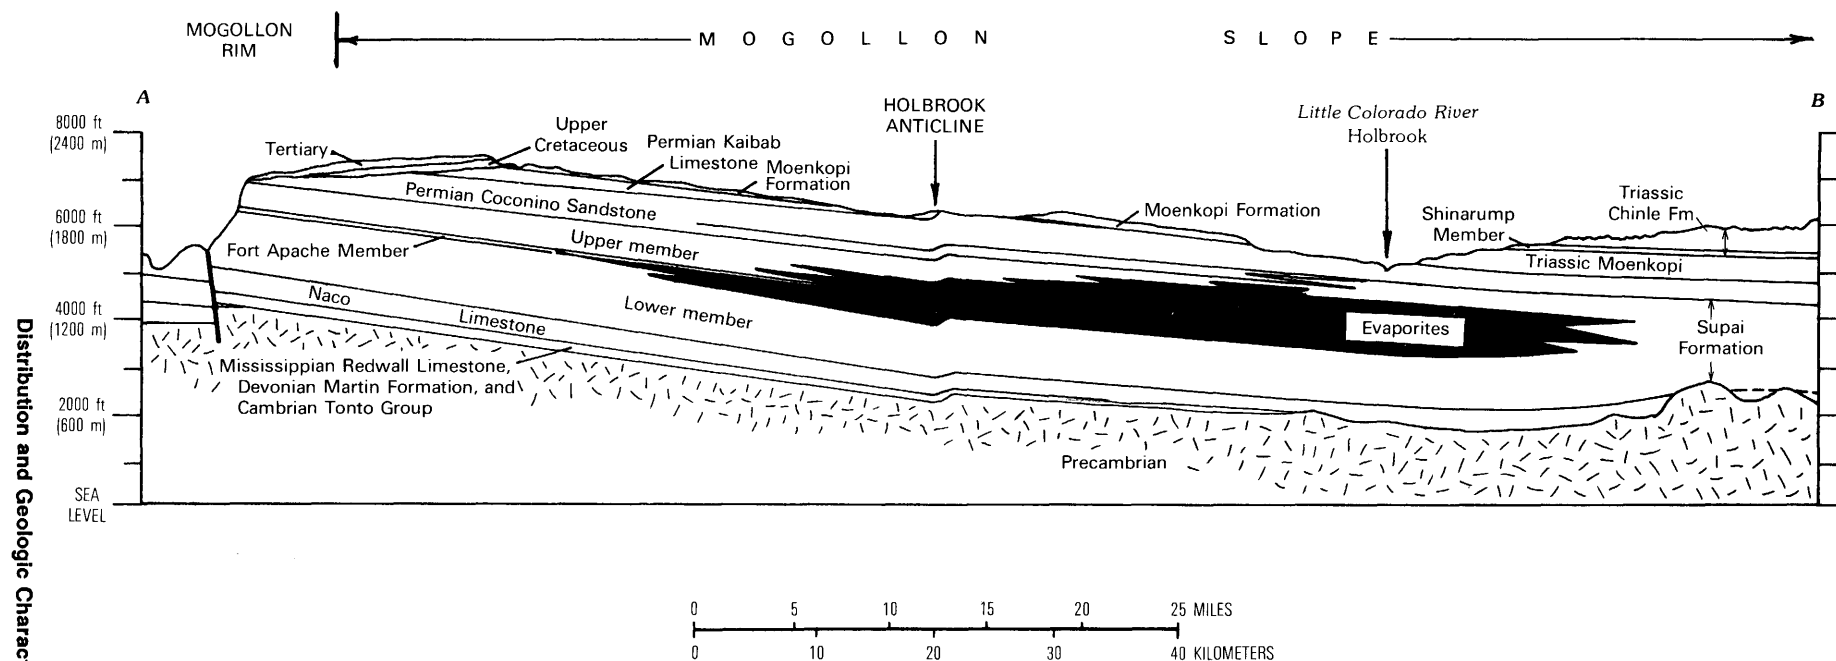 MOGOLLON
RIM
MOGOLLON SLOPE
A
B
HOLBROOK
ANTICLINE
Little Colorado River
Holbrook
8000 ft
(2400 m)
6000 ft
(1800 m)
4000 ft
(1200 m)
2000 ft
(600 m)
SEA
LEVEL
Tertiary
Upper
Cretaceous
Permian Kaibab
Limestone
Moenkopi
Formation
Permian Coconino Sandstone
Moenkopi Formation
Shinarump
Member
Triassic
Chinle Fm
Triassic Moenkopi
Fort Apache Member
Upper member
Naco
Limestone
Lower member
Evaporites
Supai
Formation
Mississippian Redwall Limestone,
Devonian Martin Formation, and
Cambrian Tonto Group
Precambrian
0 5 10 15 20 25 MILES
0 10 20 30 40 KILOMETERS
Distribution and Geologic Charac